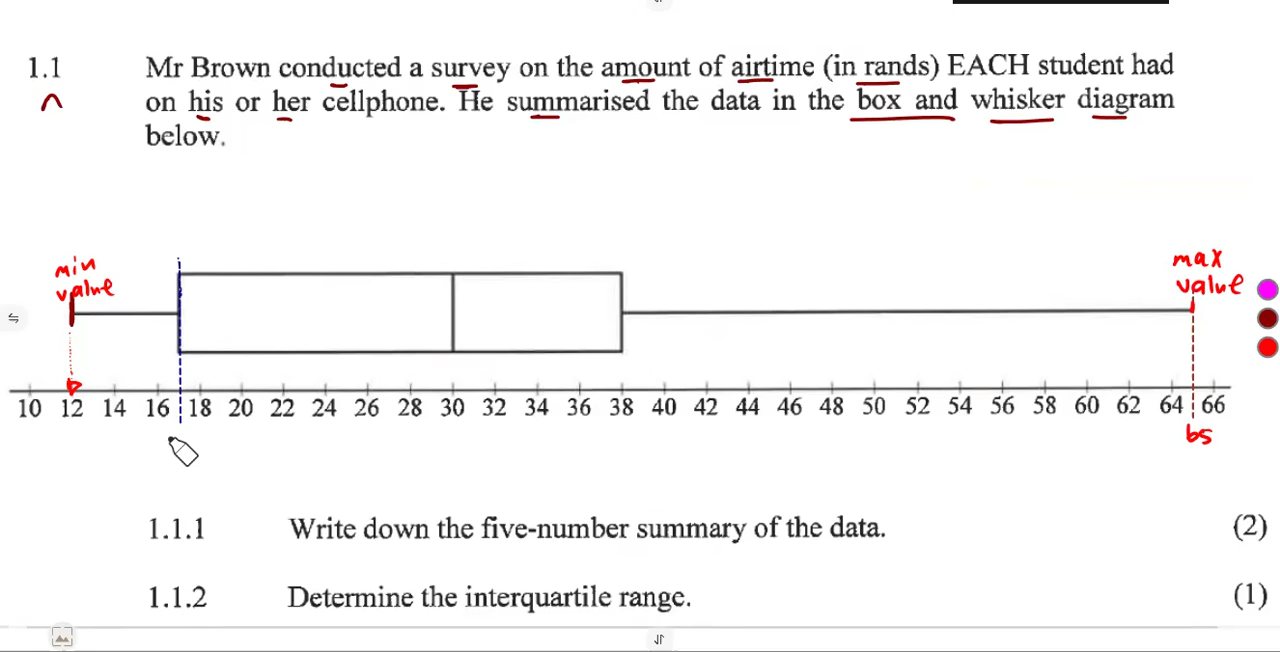 1.1 Mr Brown conducted a survey on the amount of airtime (in rands) EACH student had
on his or her cellphone. He summarised the data in the box and whisker diagram
below.
min
value
max
value
10 12 14 16 18 20 22 24 26 28 30 32 34 36 38 40 42 44 46 48 50 52 54 56 58 60 62 64 66
65
1.1.1 Write down the five-number summary of the data. (2)
1.1.2 Determine the interquartile range. (1)